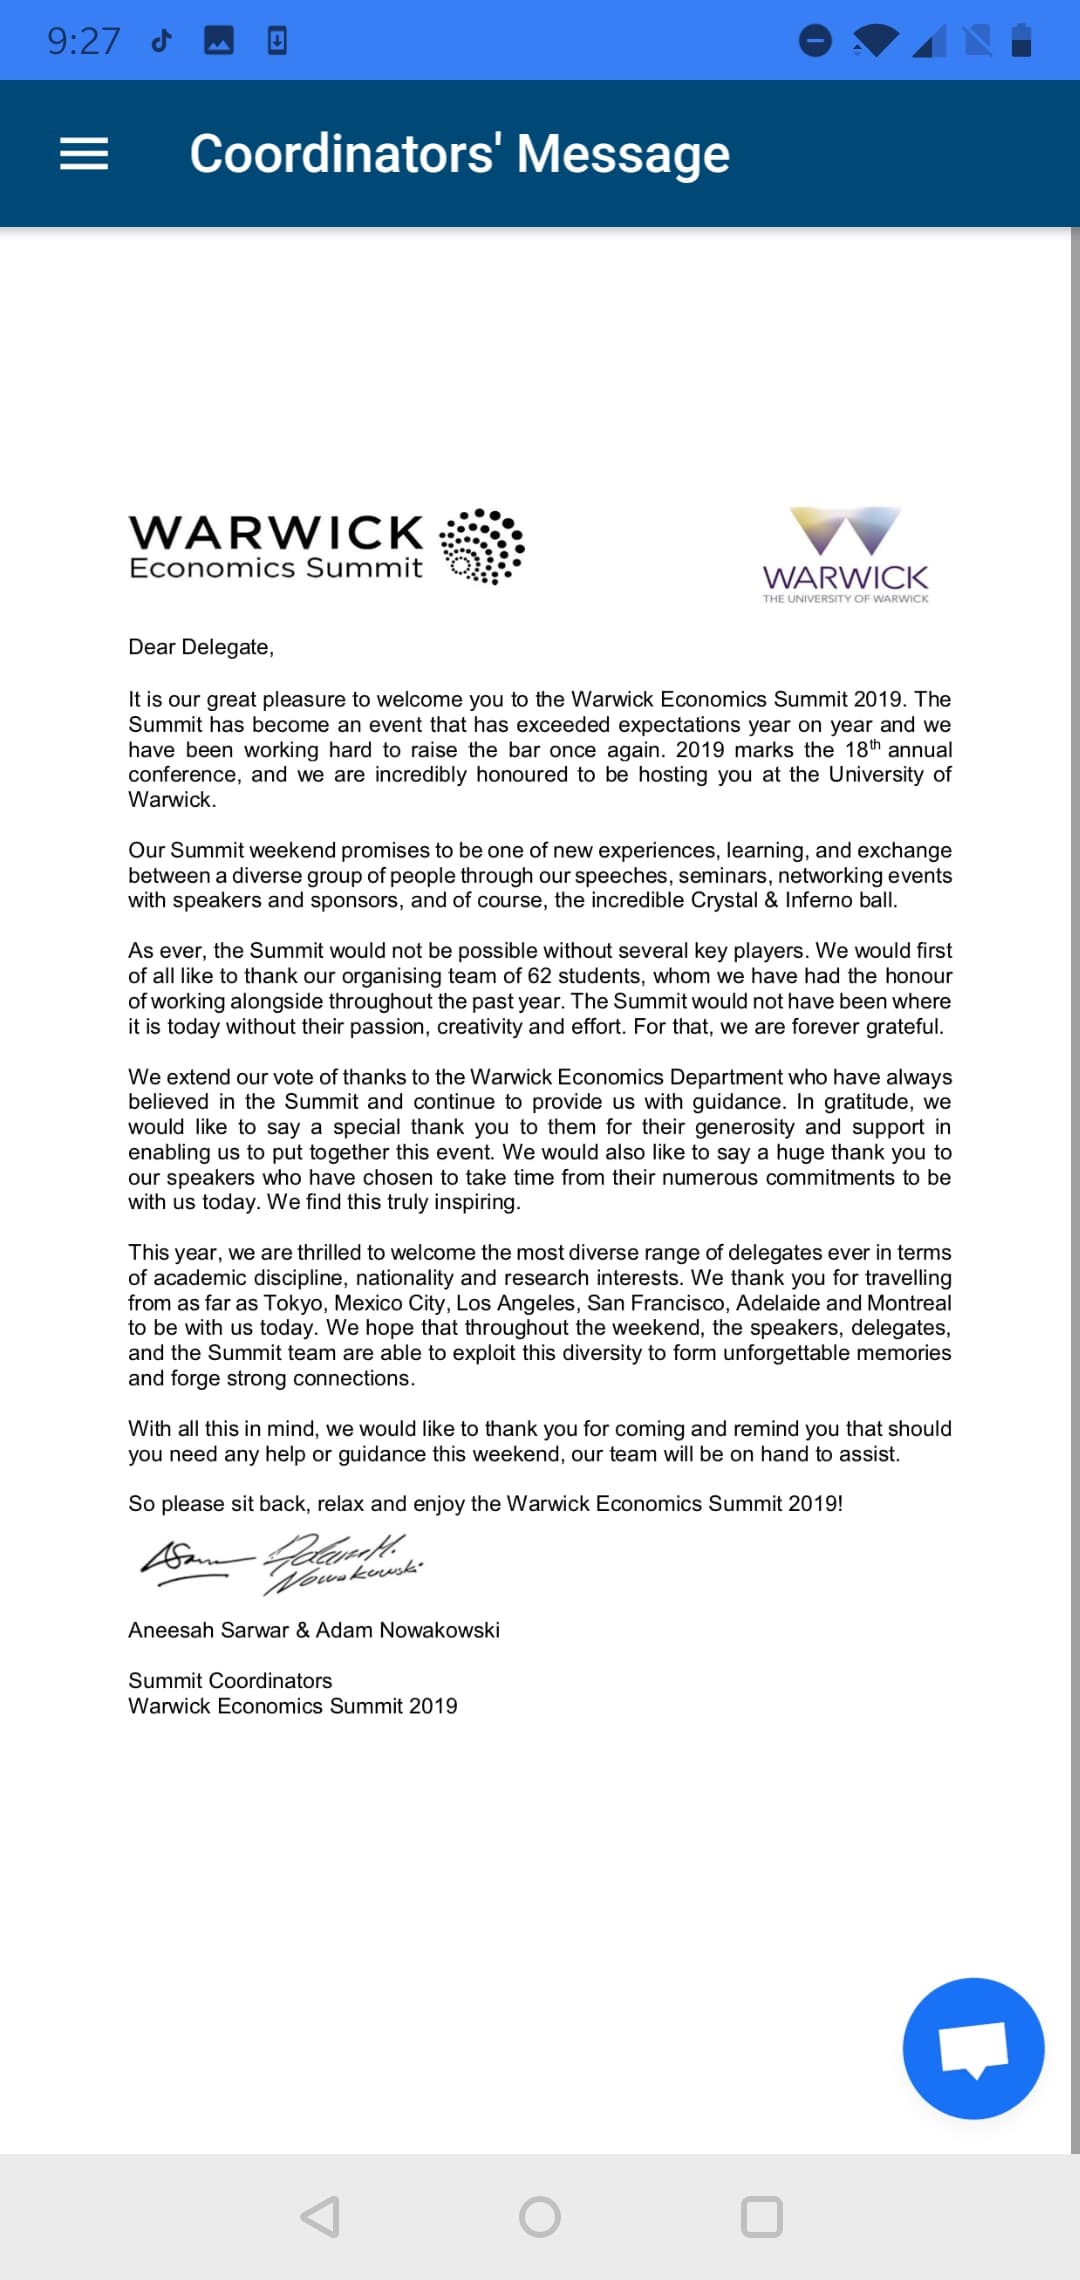 9:27
Coordinators' Message
WARWICK
Economics Summit
WARWICK
THE UNIVERSITY OF WARWICK
Dear Delegate,
It is our great pleasure to welcome you to the Warwick Economics Summit 2019. The
Summit has become an event that has exceeded expectations year on year and we
have been working hard to raise the bar once again. 2019 marks the 18th annual
conference, and we are incredibly honoured to be hosting you at the University of
Warwick.
Our Summit weekend promises to be one of new experiences, learning, and exchange
between a diverse group of people through our speeches, seminars, networking events
with speakers and sponsors, and of course, the incredible Crystal & Inferno ball.
As ever, the Summit would not be possible without several key players. We would first
of all like to thank our organising team of 62 students, whom we have had the honour
of working alongside throughout the past year. The Summit would not have been where
it is today without their passion, creativity and effort. For that, we are forever grateful.
We extend our vote of thanks to the Warwick Economics Department who have always
believed in the Summit and continue to provide us with guidance. In gratitude, we
would like to say a special thank you to them for their generosity and support in
enabling us to put together this event. We would also like to say a huge thank you to
our speakers who have chosen to take time from their numerous commitments to be
with us today. We find this truly inspiring.
This year, we are thrilled to welcome the most diverse range of delegates ever in terms
of academic discipline, nationality and research interests. We thank you for travelling
from as far as Tokyo, Mexico City, Los Angeles, San Francisco, Adelaide and Montreal
to be with us today. We hope that throughout the weekend, the speakers, delegates,
and the Summit team are able to exploit this diversity to form unforgettable memories
and forge strong connections.
With all this in mind, we would like to thank you for coming and remind you that should
you need any help or guidance this weekend, our team will be on hand to assist.
So please sit back, relax and enjoy the Warwick Economics Summit 2019!
Nowakowski
Aneesah Sarwar & Adam Nowakowski
Summit Coordinators
Warwick Economics Summit 2019